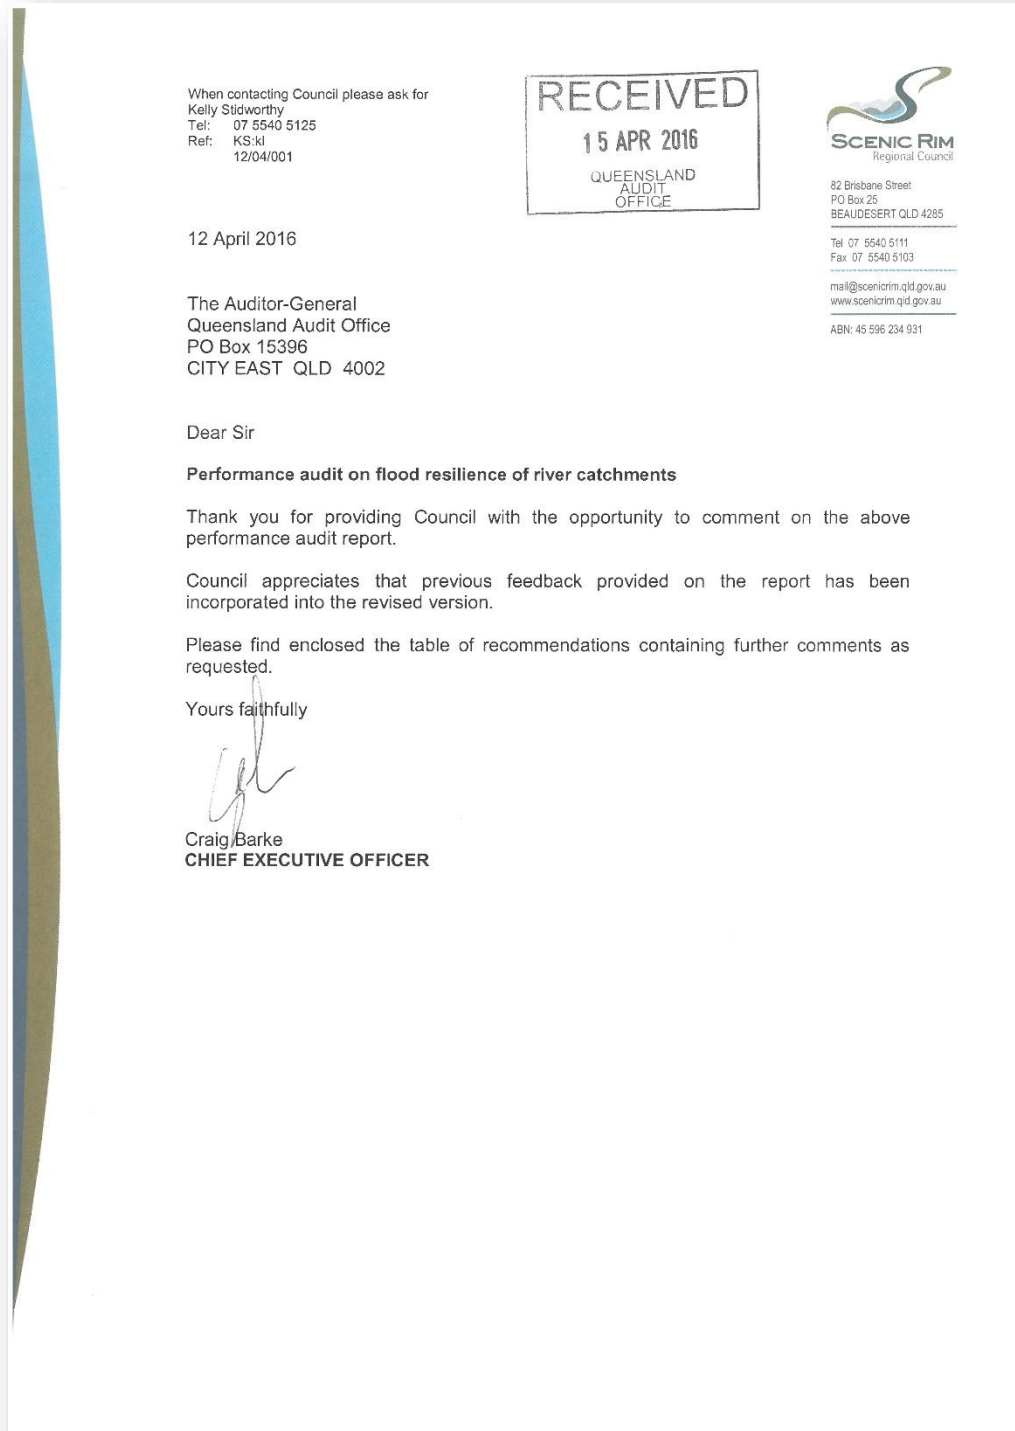 When contacting Council please ask for
Kelly Stidworthy
Tel: 07 5540 5125
Ref: KS:kl
12/04/001
RECEIVED
15 APR 2016
QUEENSLAND
AUDIT
OFFICE
SCENIC RIM
Regional Council
82 Brisbane Street
PO Box 25
BEAUDESERT QLD 4285
Tel 07 5540 5111
Fax 07 5540 5103
mail@scenicrim.qld.gov.au
www.scenicrim.qld.gov.au
ABN: 45 596 234 931
12 April 2016
The Auditor-General
Queensland Audit Office
PO Box 15396
CITY EAST QLD 4002
Dear Sir
Performance audit on flood resilience of river catchments
Thank you for providing Council with the opportunity to comment on the above
performance audit report.
Council appreciates that previous feedback provided on the report has been
incorporated into the revised version.
Please find enclosed the table of recommendations containing further comments as
requested.
Yours faithfully
Craig Barke
CHIEF EXECUTIVE OFFICER